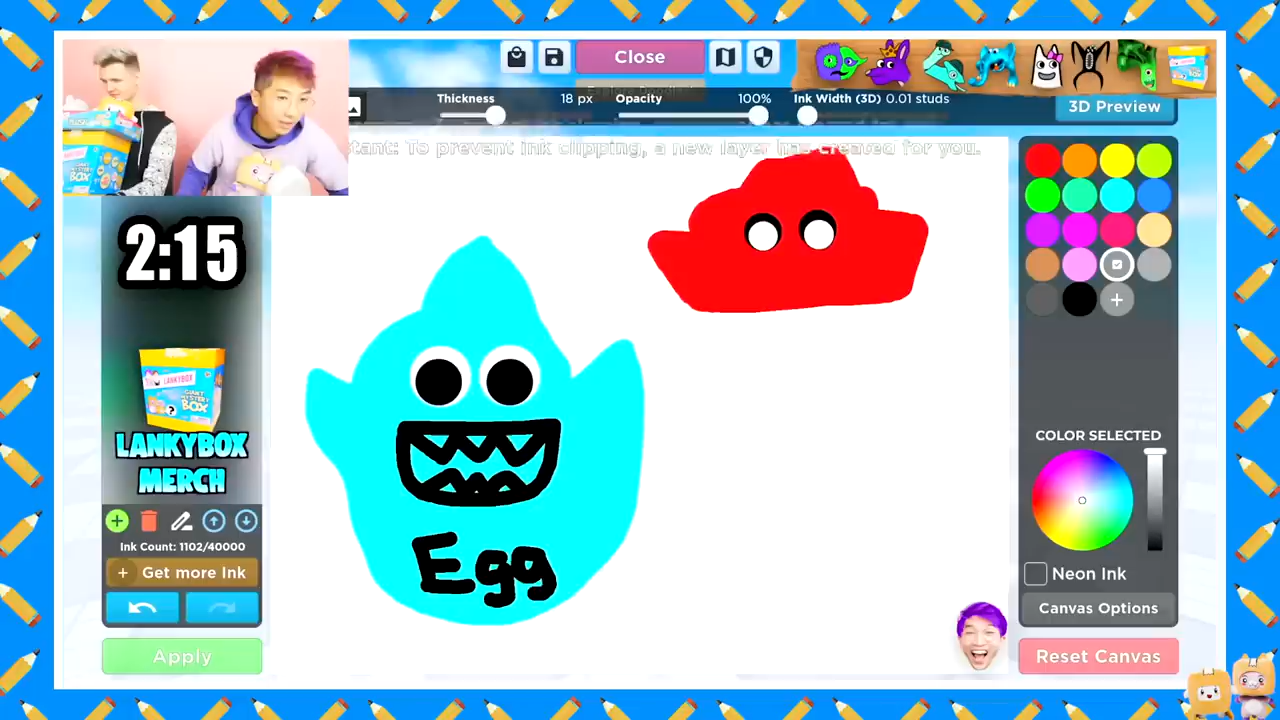 Close
Thickness 18 px Opacity 100% Ink Width (3D) 0.01 studs
3D Preview
tant: To prevent ink clipping, a new layer has created for you.
2:15
LANKYBOX
BOX
LANKYBOX
MERCH
Ink Count: 1102/40000
+ Get more Ink
Apply
Egg
COLOR SELECTED
Neon Ink
Canvas Options
Reset Canvas